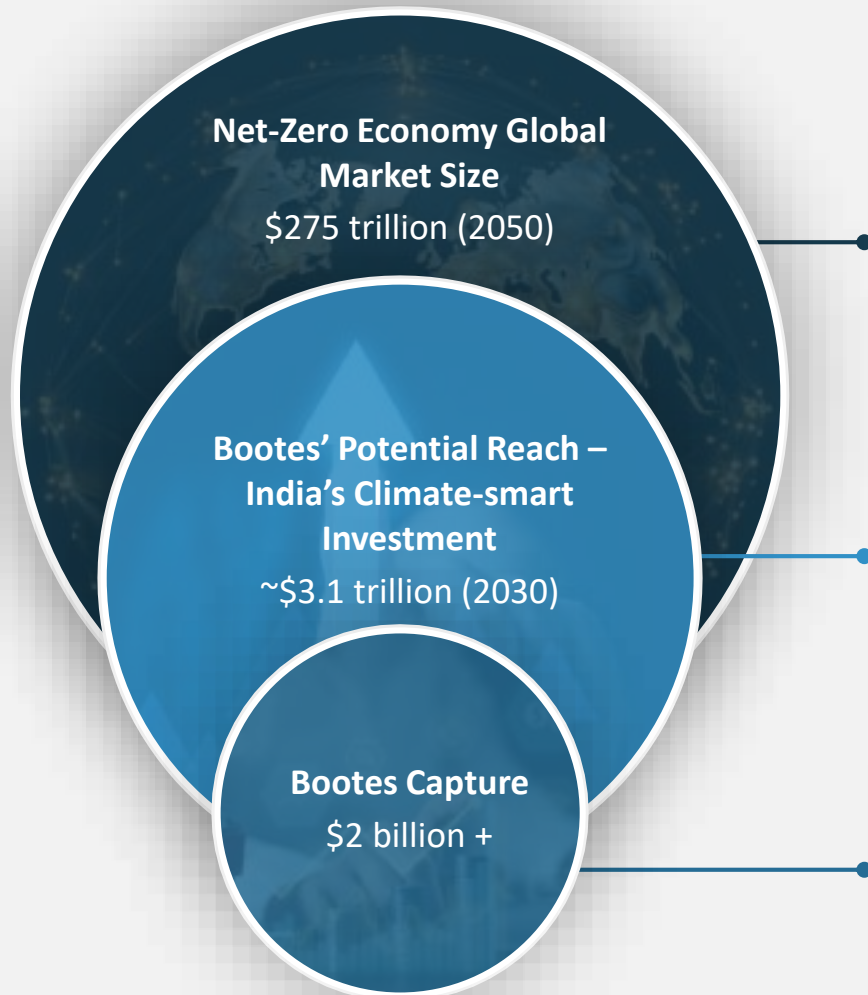 Net-Zero Economy Global
Market Size
$275 trillion (2050)
Bootes’ Potential Reach –
India’s Climate-smart
Investment
~$3.1 trillion (2030)
Bootes Capture
$2 billion +